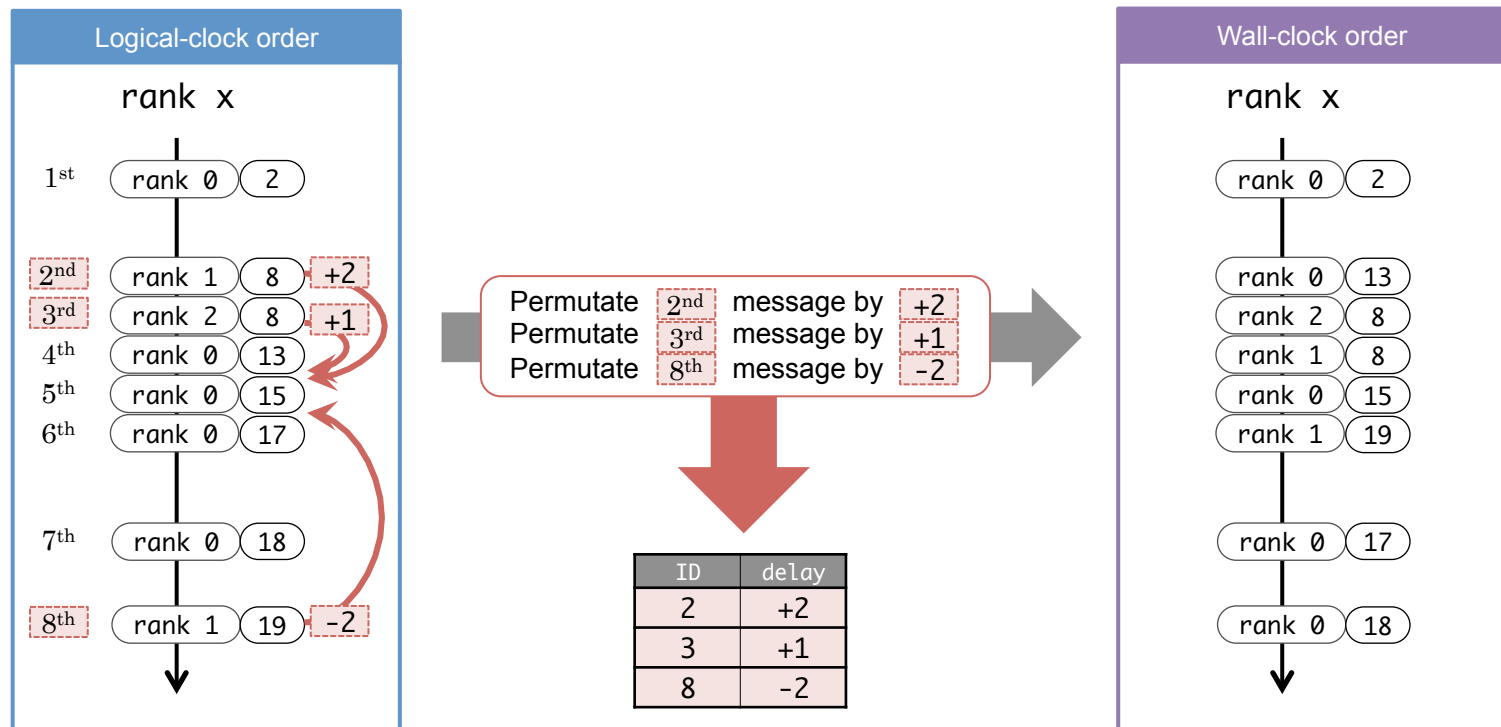 Logical-clock order
rank x
1st rank 0 2
2nd rank 1 8 +2
3rd rank 2 8 +1
4th rank 0 13
5th rank 0 15
6th rank 0 17
7th rank 0 18
8th rank 1 19 -2
Permutate 2nd message by +2
Permutate 3rd message by +1
Permutate 8th message by -2
ID delay
2 +2
3 +1
8 -2
Wall-clock order
rank x
rank 0 2
rank 0 13
rank 2 8
rank 1 8
rank 0 15
rank 1 19
rank 0 17
rank 0 18